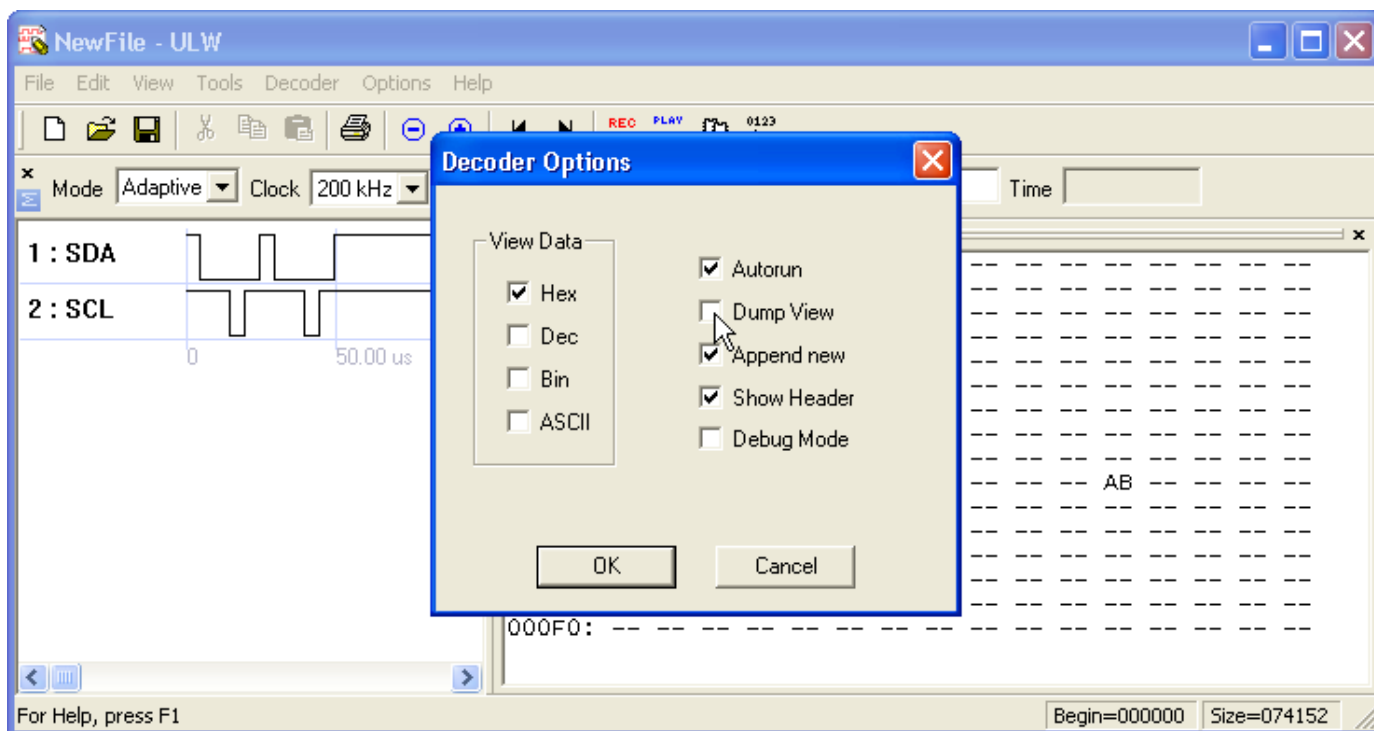 NewFile - ULW
File Edit View Tools Decoder Options Help
REC PLAY 0123
Decoder Options
Mode Adaptive Clock 200 kHz Time
View Data
Hex
Dec
Bin
ASCII
Autorun
Dump View
Append new
Show Header
Debug Mode
OK Cancel
1 : SDA
2 : SCL
0 50.00 us
-- -- -- -- -- -- -- --
-- -- -- -- -- -- -- --
-- -- -- -- -- -- -- --
-- -- -- -- -- -- -- --
-- -- -- -- -- -- -- --
-- -- -- -- -- -- -- --
-- -- -- -- -- -- -- --
-- -- -- -- -- -- -- --
-- -- -- -- -- -- -- --
-- -- -- AB -- -- -- --
-- -- -- -- -- -- -- --
-- -- -- -- -- -- -- --
-- -- -- -- -- -- -- --
-- -- -- -- -- -- -- --
-- -- -- -- -- -- -- --
000F0: -- -- -- -- -- -- -- -- -- -- -- -- -- -- -- --
For Help, press F1
Begin=000000 Size=074152